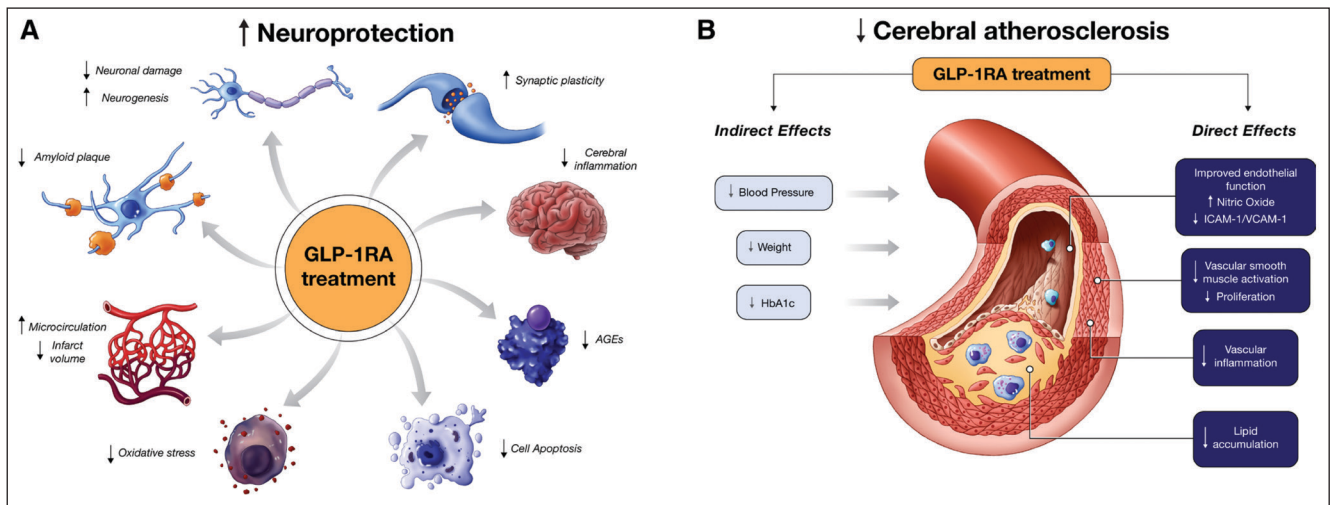 A
↑ Neuroprotection
↓ Neuronal damage
↑ Neurogenesis
↑ Synaptic plasticity
↓ Amyloid plaque
↓ Cerebral
inflammation
GLP-1RA
treatment
↑ Microcirculation
↓ Infarct
volume
↓ AGEs
↓ Oxidative stress
↓ Cell Apoptosis
B
↓ Cerebral atherosclerosis
GLP-1RA treatment
Indirect Effects
↓ Blood Pressure
↓ Weight
↓ HbA1c
Direct Effects
Improved endothelial
function
↑ Nitric Oxide
↓ ICAM-1/VCAM-1
↓ Vascular smooth
muscle activation
↓ Proliferation
↓ Vascular
inflammation
↓ Lipid
accumulation